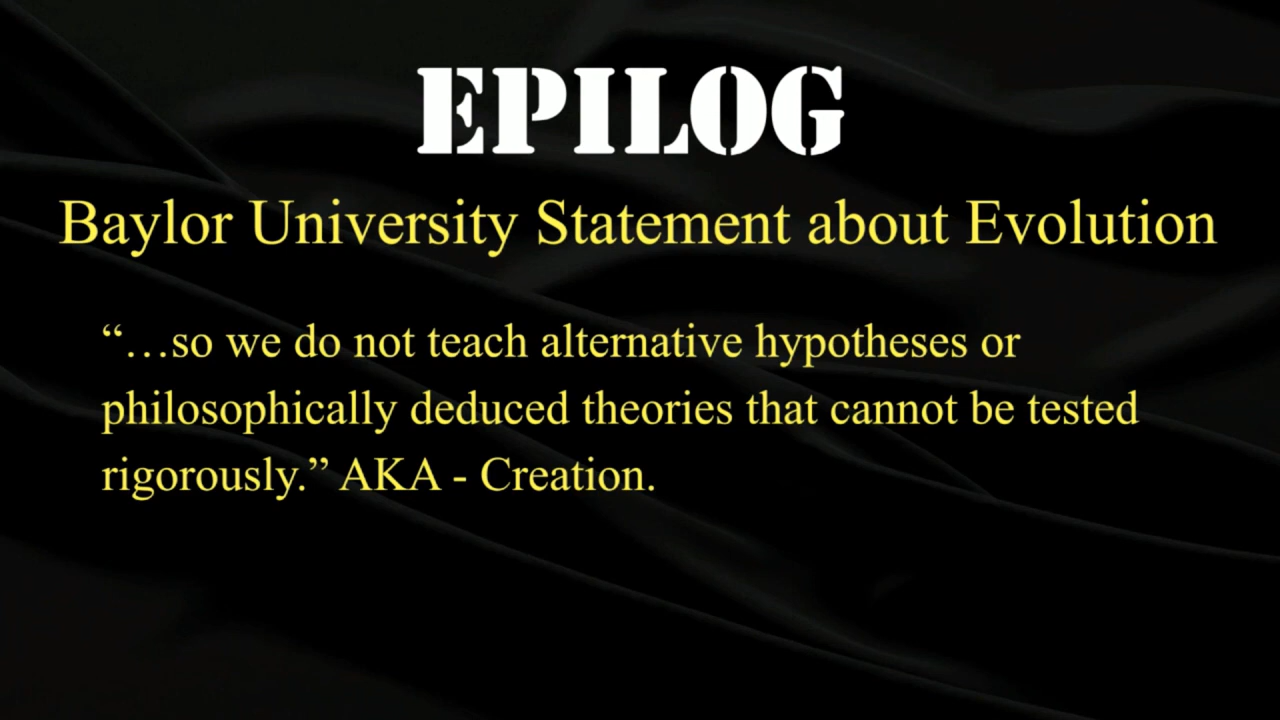 EPILOG
Baylor University Statement about Evolution
“…so we do not teach alternative hypotheses or
philosophically deduced theories that cannot be tested
rigorously.” AKA - Creation.